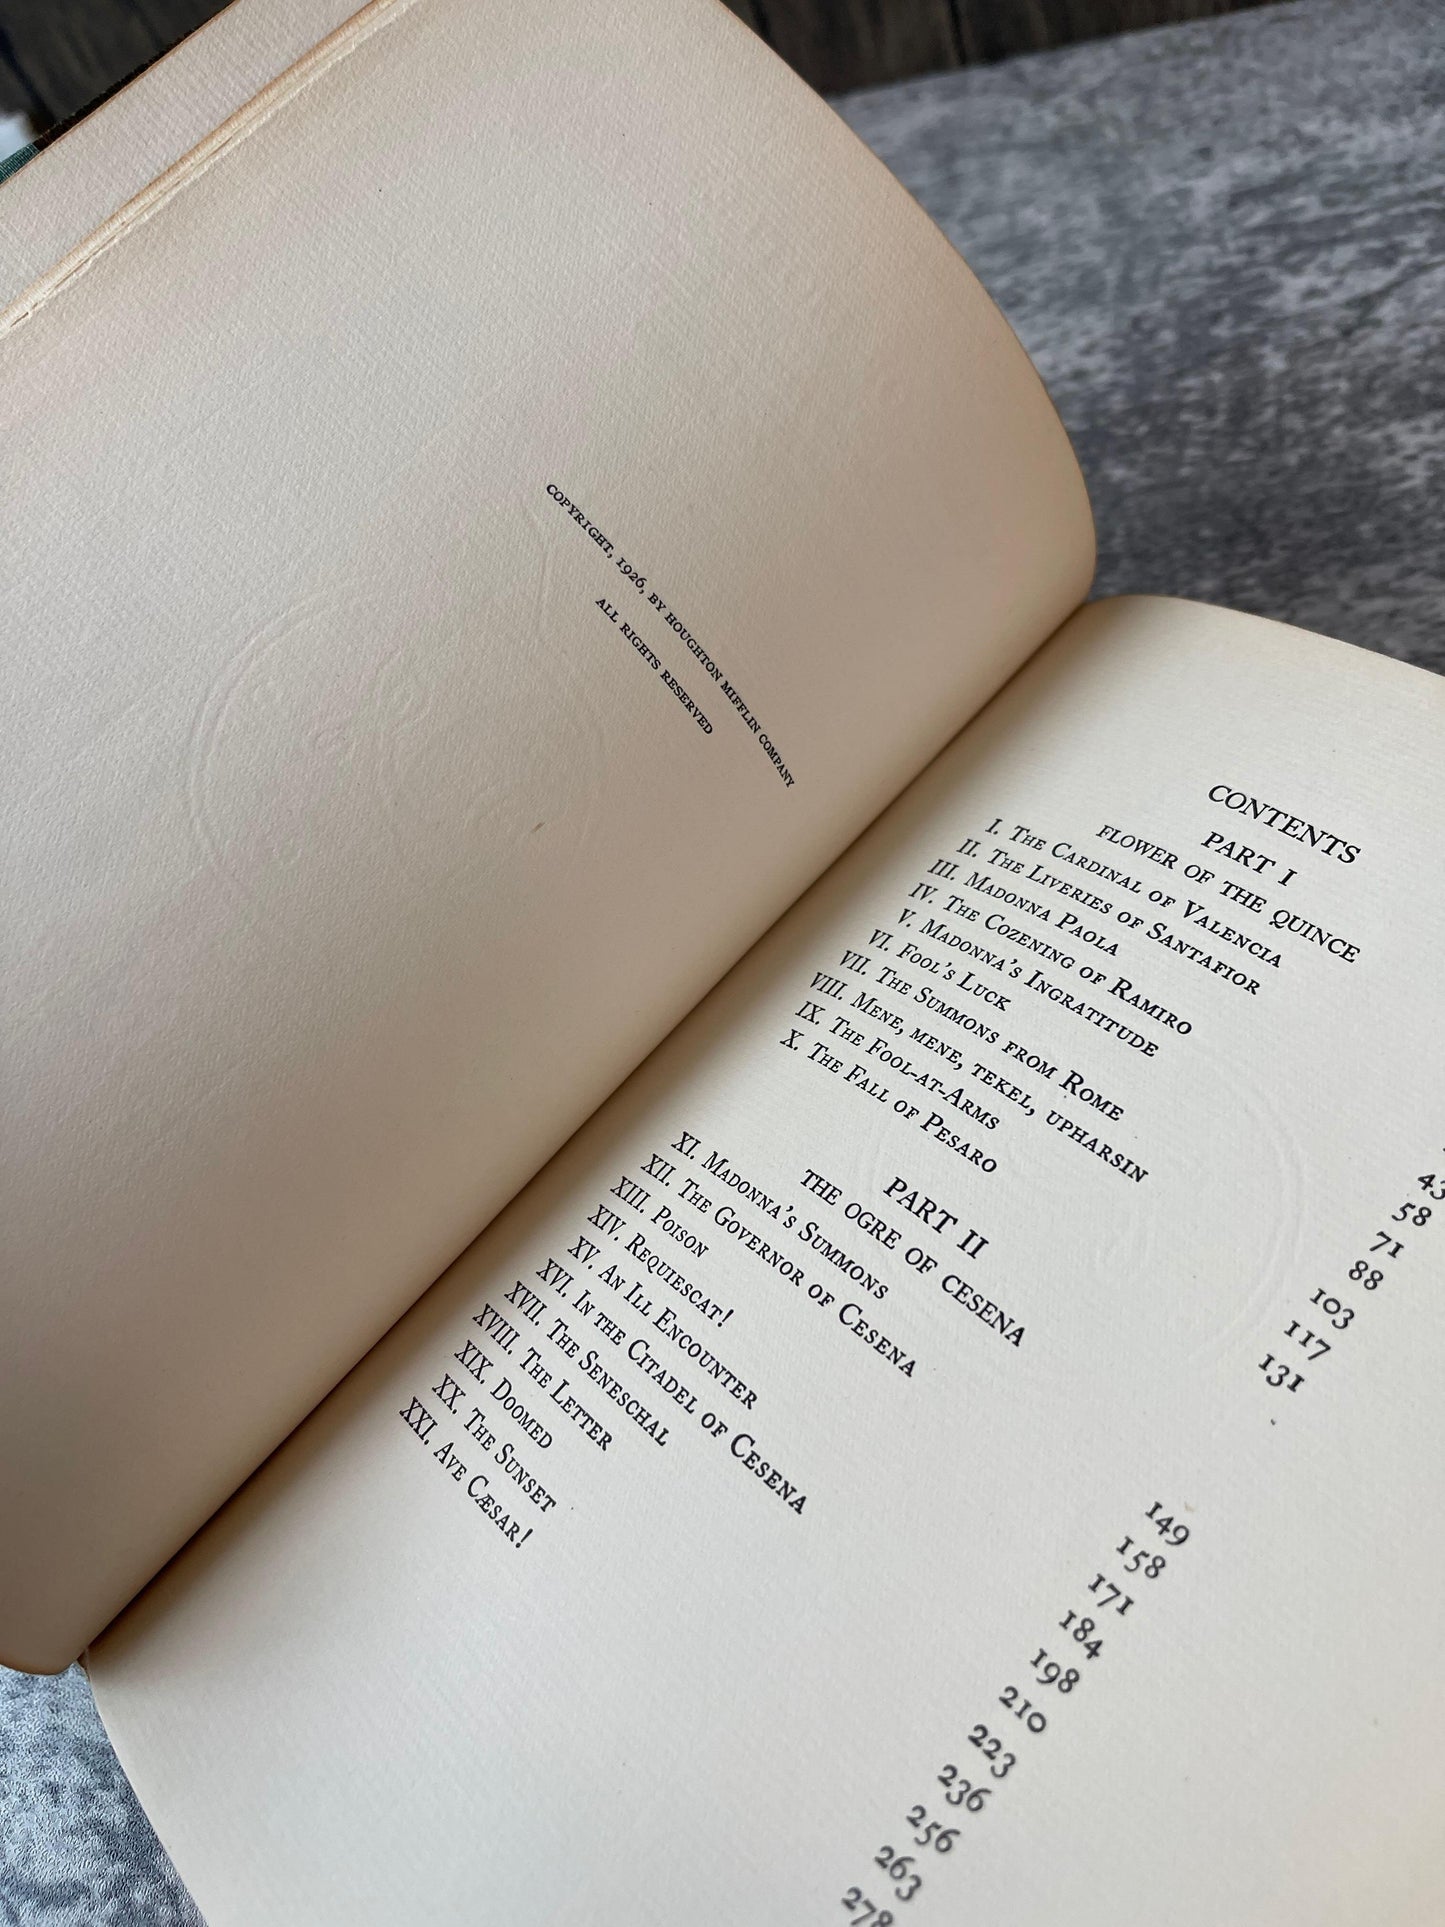 COPYRIGHT, 1926, BY HOUGHTON MIFFLIN COMPANY
ALL RIGHTS RESERVED
CONTENTS
PART I
FLOWER OF THE QUINCE
I. The Cardinal of Valencia
II. The Liveries of Santafior
III. Madonna Paola
IV. The Cozening of Ramiro 43
V. Madonna's Ingratitude 58
VI. Fool's Luck 71
VII. The Summons from Rome 88
VIII. Mene, mene, tekel, upharsin 103
IX. The Fool-at-Arms 117
X. The Fall of Pesaro 131
PART II
THE OGRE OF CESENA
XI. Madonna's Summons 149
XII. The Governor of Cesena 158
XIII. Poison 171
XIV. Requiescat! 184
XV. An Ill Encounter 198
XVI. In the Citadel of Cesena 210
XVII. The Seneschal 223
XVIII. The Letter 236
XIX. Doomed 256
XX. The Sunset 263
XXI. Ave Cæsar! 278